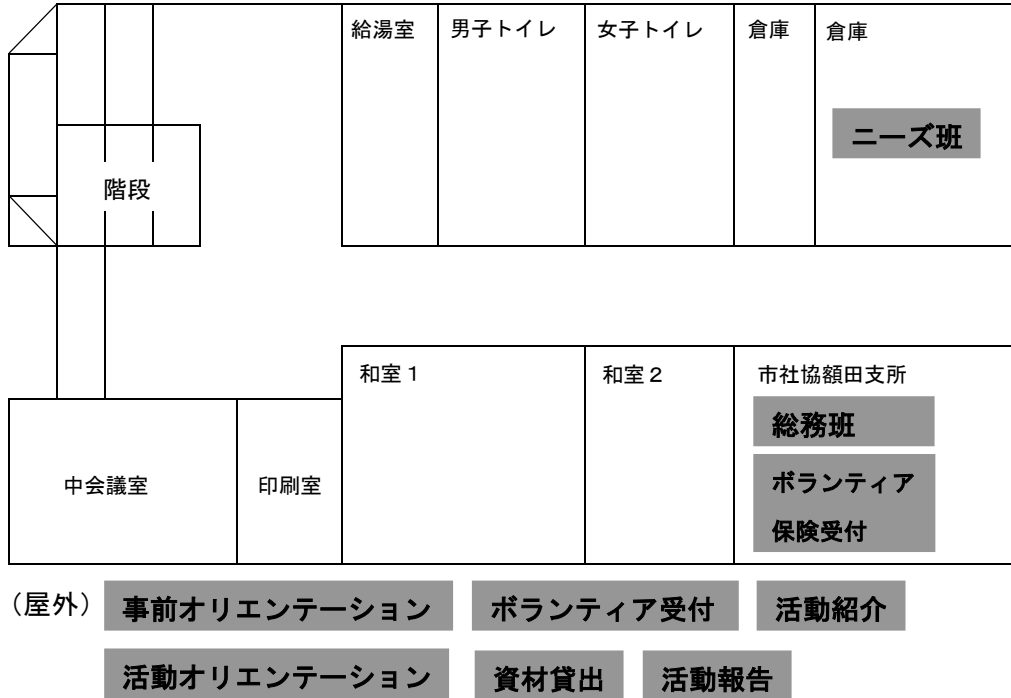 給湯室
男子トイレ
女子トイレ
倉庫
倉庫
ニーズ班
階段
和室1
和室2
市社協額田支所
総務班
ボランティア
保険受付
中会議室
印刷室
（屋外）
事前オリエンテーション
ボランティア受付
活動紹介
活動オリエンテーション
資材貸出
活動報告